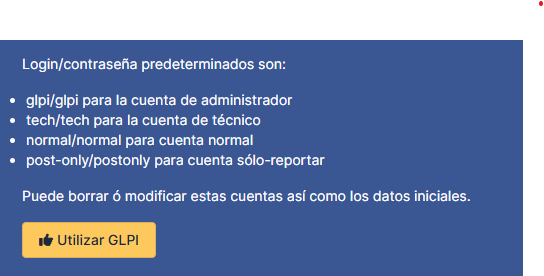 Login/contraseña predeterminados son:
glpi/glpi para la cuenta de administrador
tech/tech para la cuenta de técnico
normal/normal para cuenta normal
post-only/postonly para cuenta sólo-reportar
Puede borrar ó modificar estas cuentas así como los datos iniciales.
Utilizar GLPI